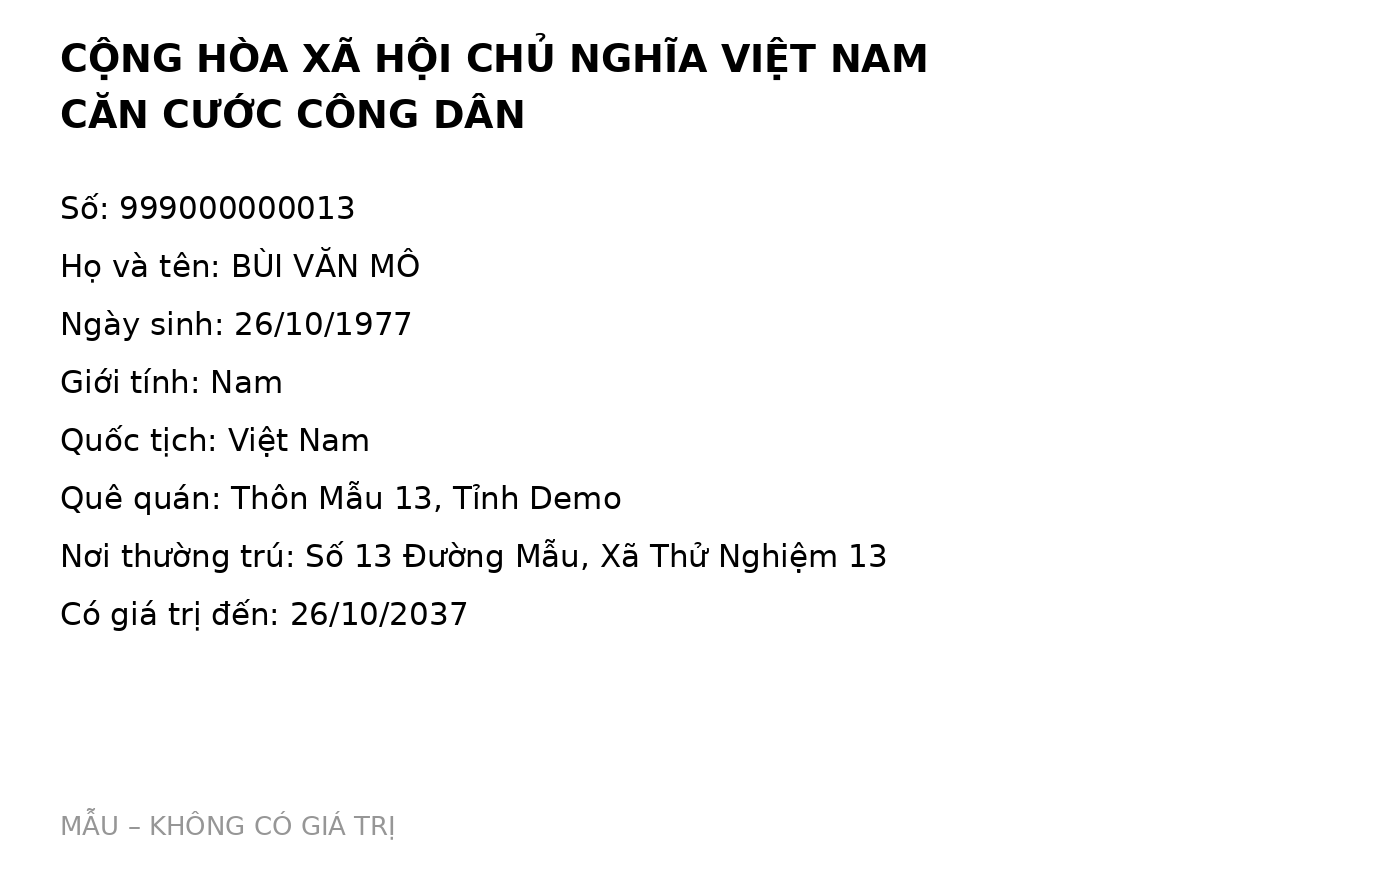 CỘNG HÒA XÃ HỘI CHỦ NGHĨA VIỆT NAM
CĂN CƯỚC CÔNG DÂN
Số: 999000000013
Họ và tên: BÙI VĂN MÔ
Ngày sinh: 26/10/1977
Giới tính: Nam
Quốc tịch: Việt Nam
Quê quán: Thôn Mẫu 13, Tỉnh Demo
Nơi thường trú: Số 13 Đường Mẫu, Xã Thử Nghiệm 13
Có giá trị đến: 26/10/2037
MẪU – KHÔNG CÓ GIÁ TRỊ